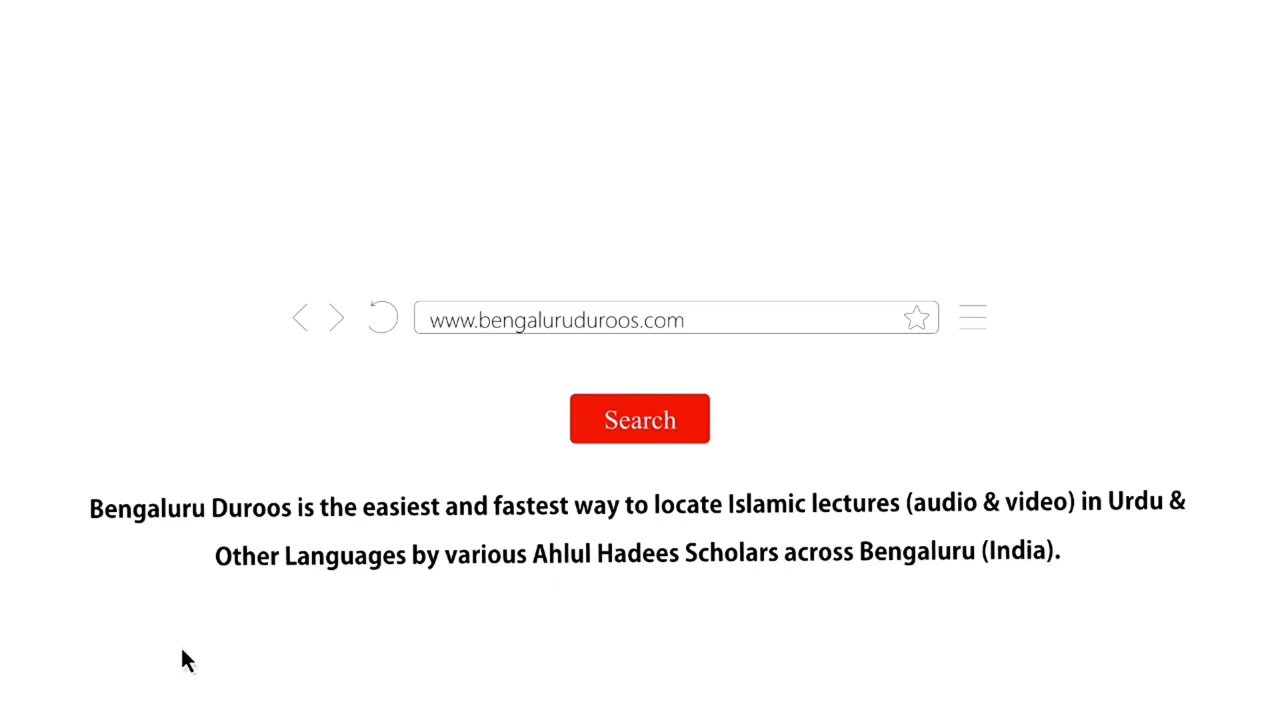 www.bengaluruduroos.com
Search
Bengaluru Duroos is the easiest and fastest way to locate Islamic lectures (audio & video) in Urdu &
Other Languages by various Ahlul Hadees Scholars across Bengaluru (India).